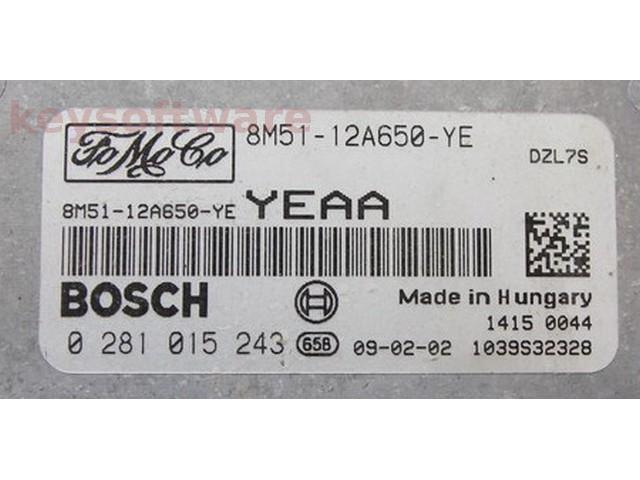 keysoftware
FoMoCo
8M51-12A650-YE
DZL7S
8M51-12A650-YE YEAA
BOSCH
Made in Hungary
1415 0044
0 281 015 243 65B 09-02-02 1039S32328